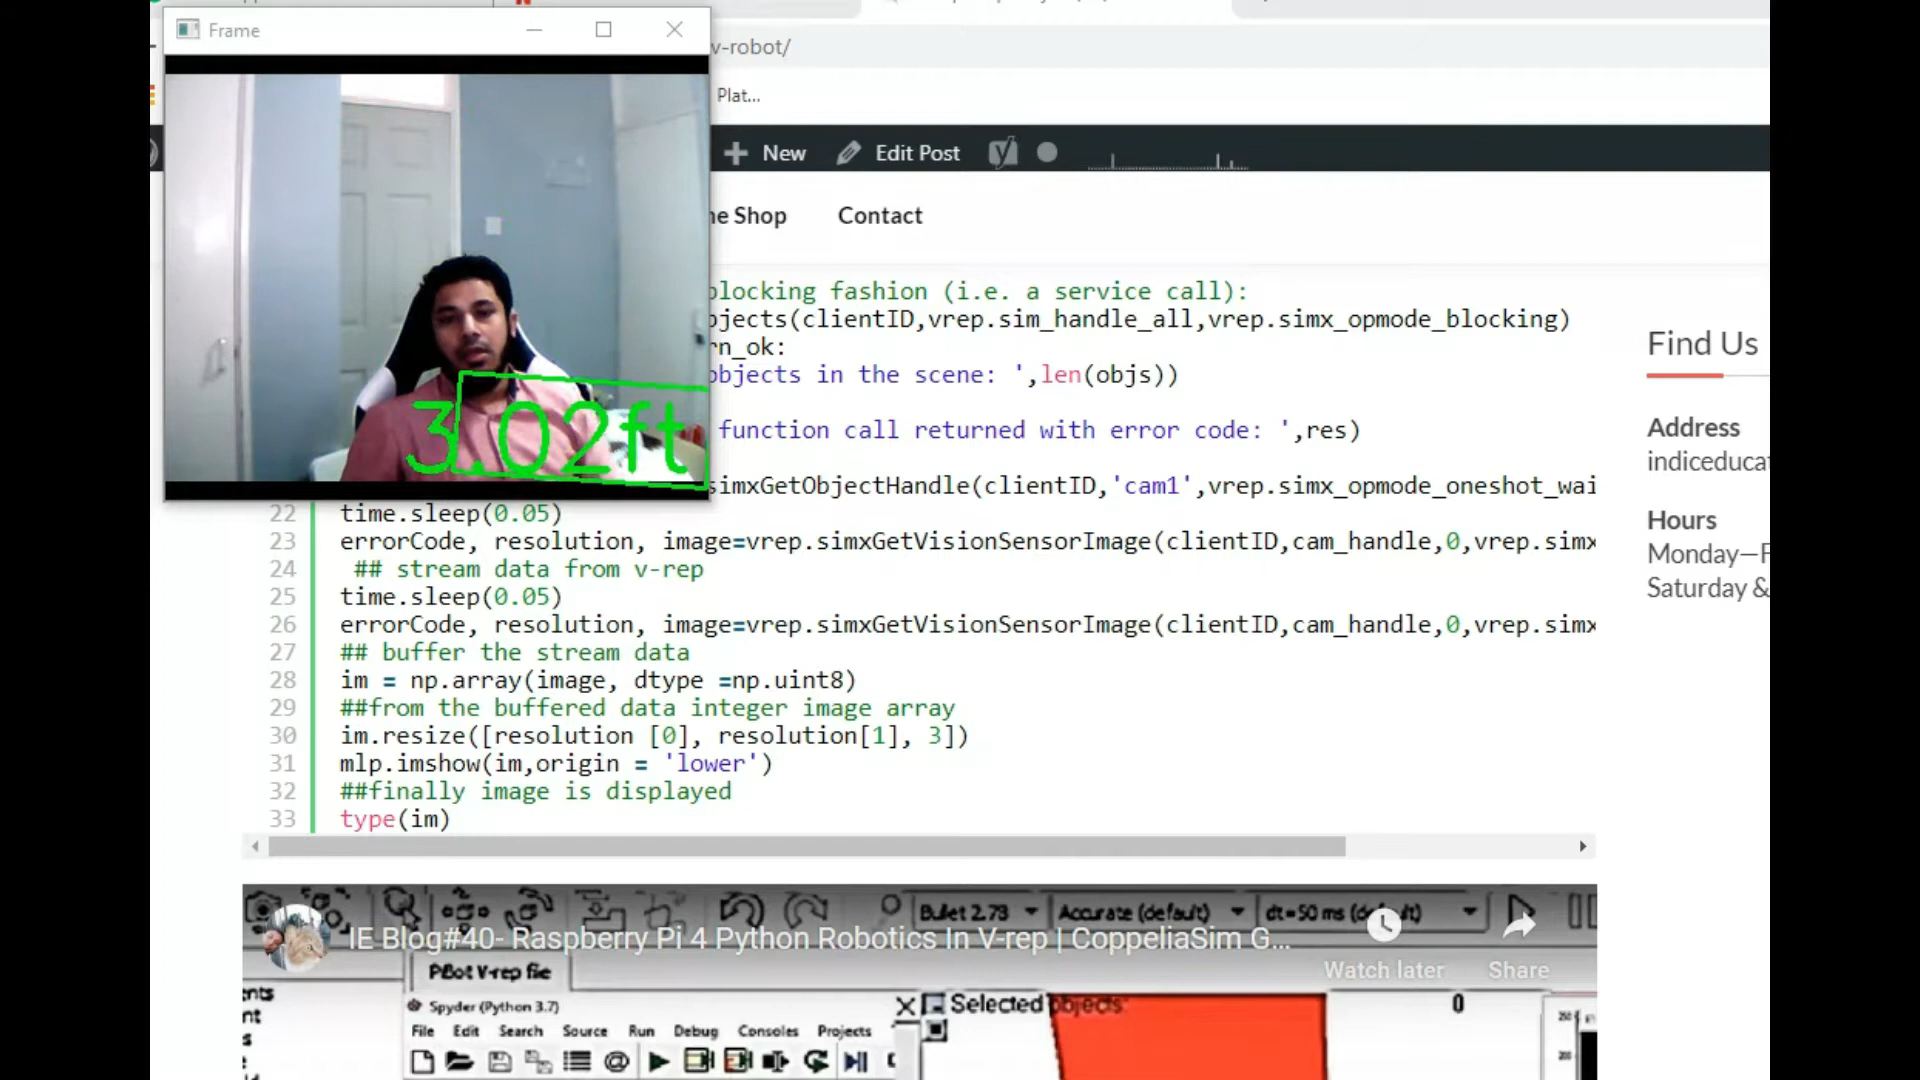 Frame
v-robot/
Plat...
New
Edit Post
ne Shop
Contact
3.02ft
blocking fashion (i.e. a service call):
bjects(clientID,vrep.sim_handle_all,vrep.simx_opmode_blocking)
rn_ok:
objects in the scene: ',len(objs))
function call returned with error code: ',res)
simxGetObjectHandle(clientID,'cam1',vrep.simx_opmode_oneshot_wai
22 time.sleep(0.05)
23 errorCode, resolution, image=vrep.simxGetVisionSensorImage(clientID,cam_handle,0,vrep.simx
24 ## stream data from v-rep
25 time.sleep(0.05)
26 errorCode, resolution, image=vrep.simxGetVisionSensorImage(clientID,cam_handle,0,vrep.simx
27 ## buffer the stream data
28 im = np.array(image, dtype =np.uint8)
29 ##from the buffered data integer image array
30 im.resize([resolution [0], resolution[1], 3])
31 mlp.imshow(im,origin = 'lower')
32 ##finally image is displayed
33 type(im)
Find Us
Address
indiceducat
Hours
Monday—F
Saturday &
Bullet 2.78
Accurate (default)
dt=50 ms (default)
IE Blog#40- Raspberry Pi 4 Python Robotics In V-rep | CoppeliaSim G...
Watch later
Share
PiBot V-rep file
Spyder (Python 3.7)
Selected objects:
0
File Edit Search Source Run Debug Consoles Projects